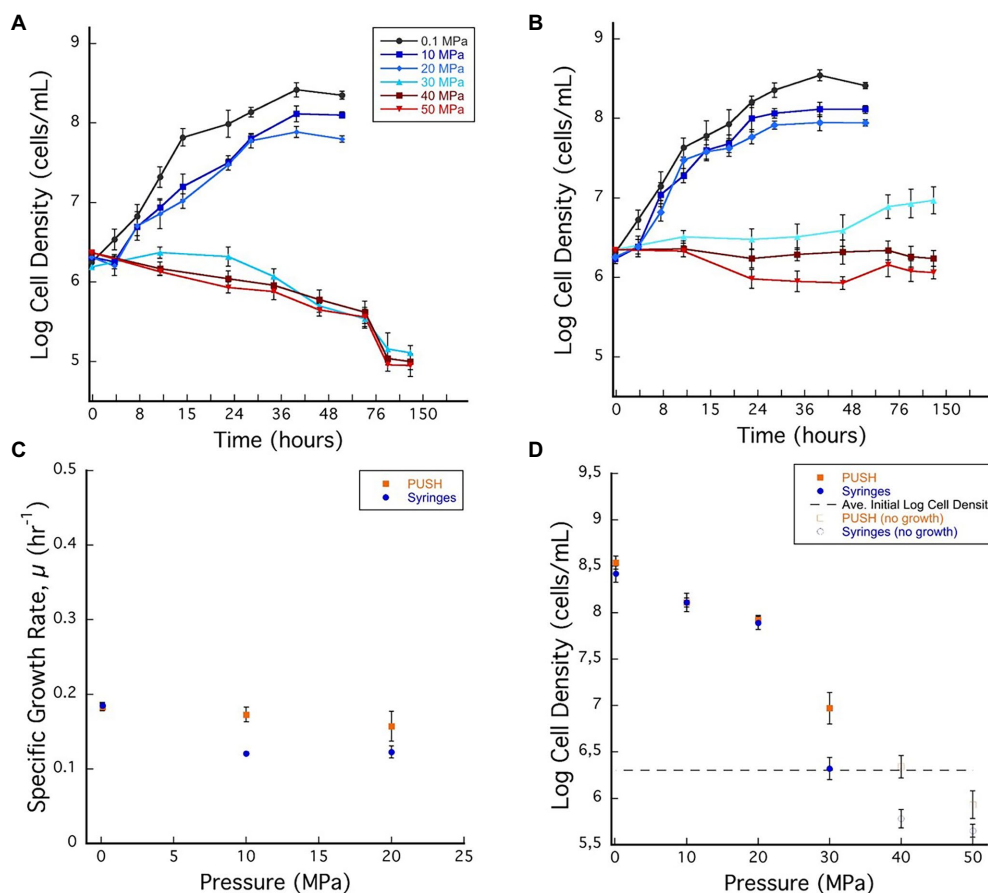 A
Log Cell Density (cells/mL)
9
8
7
6
5
0.1 MPa
10 MPa
20 MPa
30 MPa
40 MPa
50 MPa
0 8 15 24 36 48 76 150
Time (hours)
B
Log Cell Density (cells/mL)
9
8
7
6
5
0 8 15 24 36 48 76 150
Time (hours)
C
Specific Growth Rate, μ (hr⁻¹)
0.5
0.4
0.3
0.2
0.1
0
PUSH
Syringes
0 5 10 15 20 25
Pressure (MPa)
D
Log Cell Density (cells/mL)
9,5
9
8,5
8
7,5
7
6,5
6
5,5
PUSH
Syringes
Ave. Initial Log Cell Densit
PUSH (no growth)
Syringes (no growth)
0 10 20 30 40 50
Pressure (MPa)